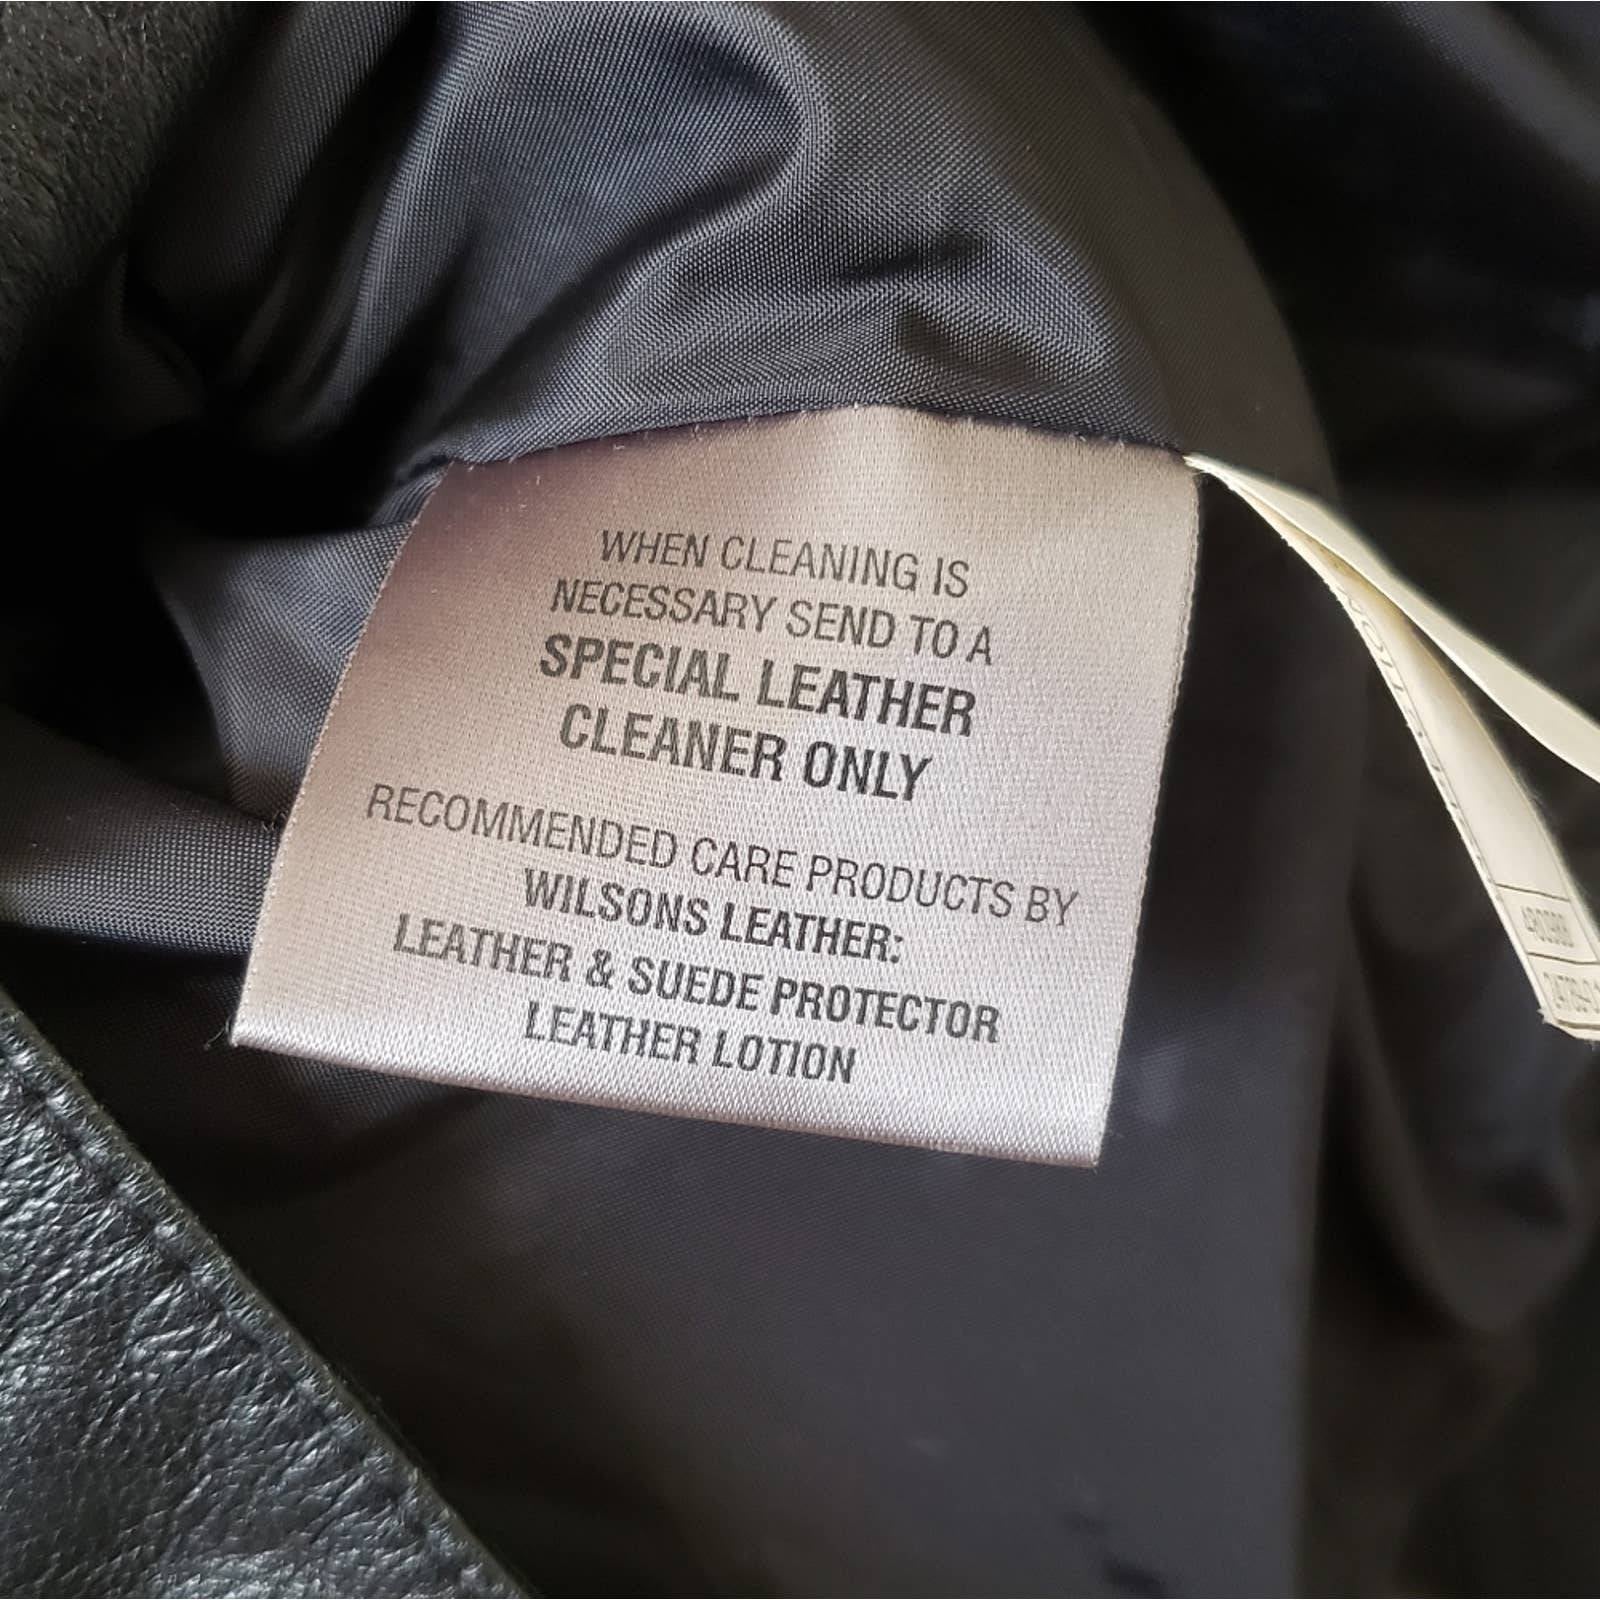 WHEN CLEANING IS
NECESSARY SEND TO A
SPECIAL LEATHER
CLEANER ONLY
RECOMMENDED CARE PRODUCTS BY
WILSONS LEATHER:
LEATHER & SUEDE PROTECTOR
LEATHER LOTION